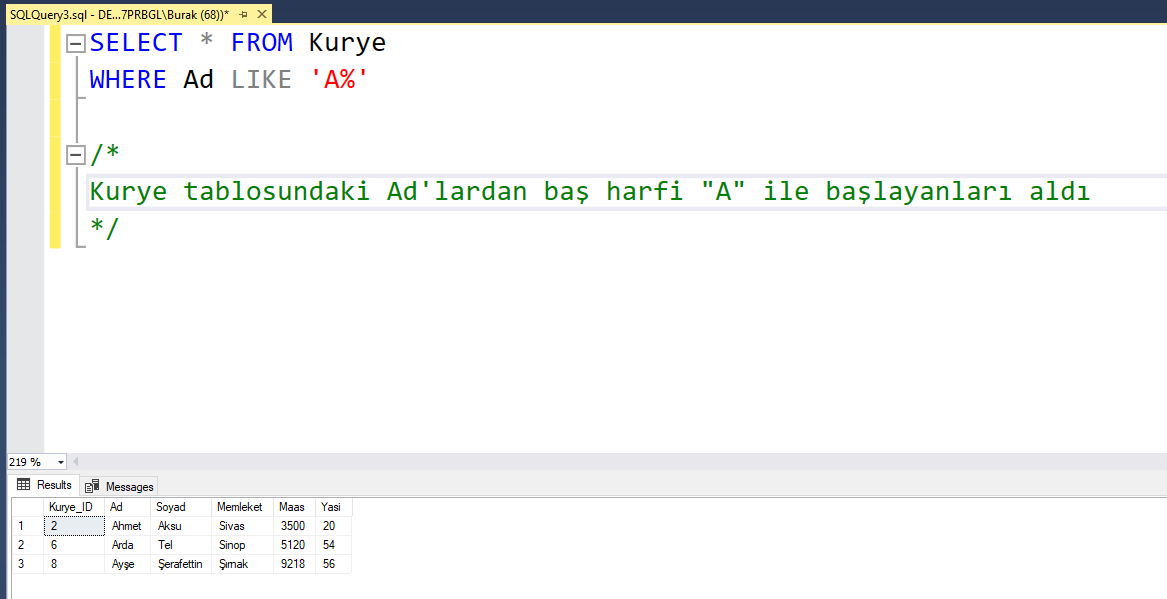 SQLQuery3.sql - DE...7PRBGL\Burak (68))*
SELECT * FROM Kurye
WHERE Ad LIKE 'A%'
/*
Kurye tablosundaki Ad'lardan baş harfi "A" ile başlayanları aldı
*/
219 %
Results Messages
Kurye_ID Ad Soyad Memleket Maas Yasi
1 2 Ahmet Aksu Sivas 3500 20
2 6 Arda Tel Sinop 5120 54
3 8 Ayşe Şerafettin Şırnak 9218 56